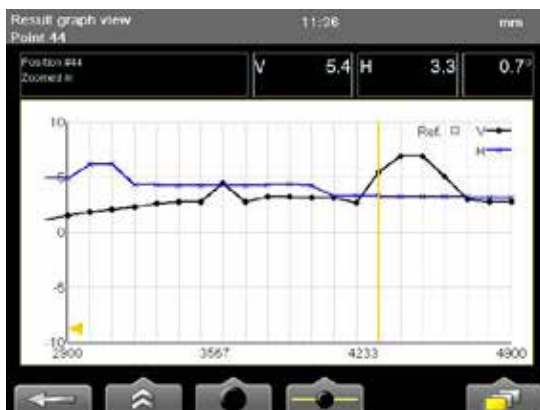 Result graph view 11:26 mm
Point 44
Position #44
Zoomed in
V 5.4 H 3.3 0.7°
10
Ref. V
H
5
0
-5
-10
2900 3567 4233 4900